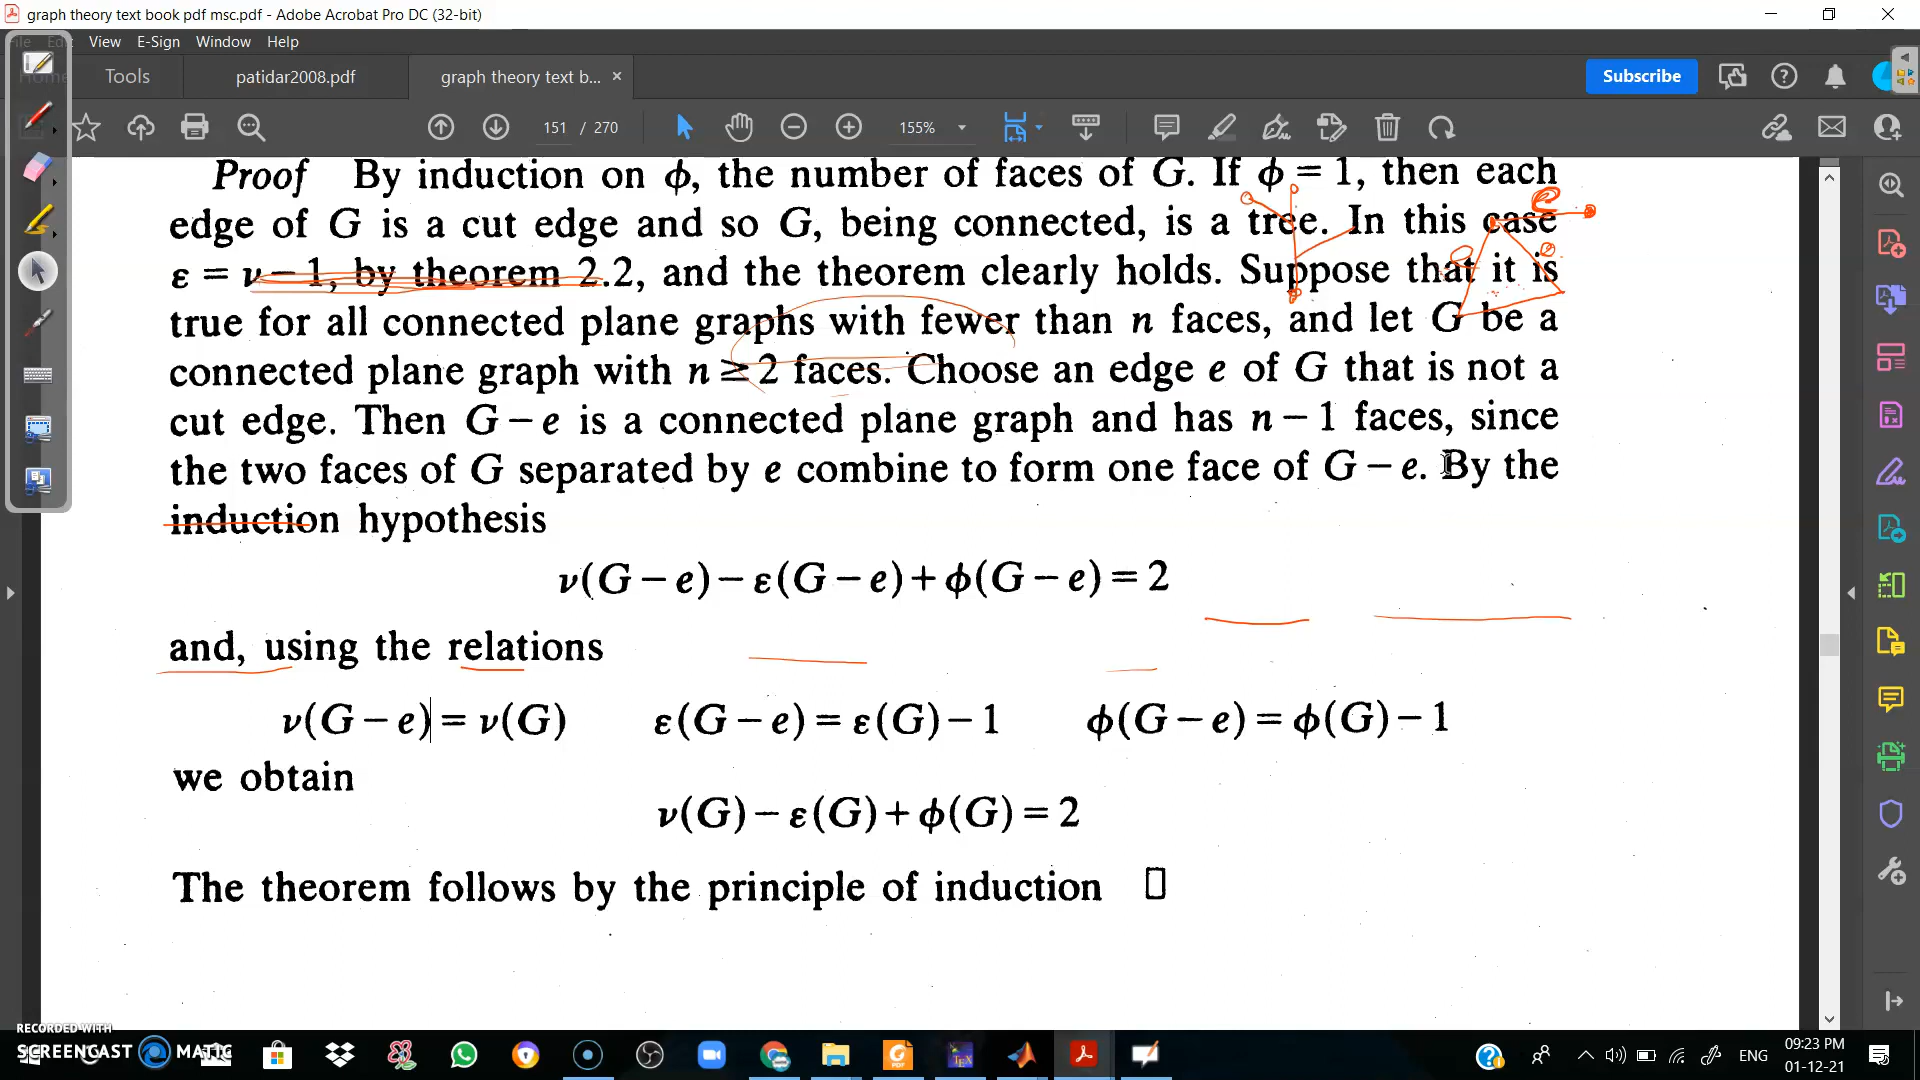 graph theory text book pdf msc.pdf - Adobe Acrobat Pro DC (32-bit)
View E-Sign Window Help
Home Tools patidar2008.pdf graph theory text b... × Subscribe
151 / 270 155%
Proof By induction on ϕ, the number of faces of G. If ϕ = 1, then each
edge of G is a cut edge and so G, being connected, is a tree. In this case
ε = ν − 1, by theorem 2.2, and the theorem clearly holds. Suppose that it is
true for all connected plane graphs with fewer than n faces, and let G be a
connected plane graph with n ≥ 2 faces. Choose an edge e of G that is not a
cut edge. Then G − e is a connected plane graph and has n − 1 faces, since
the two faces of G separated by e combine to form one face of G − e. By the
induction hypothesis
ν(G − e) − ε(G − e) + ϕ(G − e) = 2
and, using the relations
ν(G − e) = ν(G) ε(G − e) = ε(G) − 1 ϕ(G − e) = ϕ(G) − 1
we obtain
ν(G) − ε(G) + ϕ(G) = 2
The theorem follows by the principle of induction □
e
RECORDED WITH
SCREENCAST MATIC
ENG
09:23 PM
01-12-21